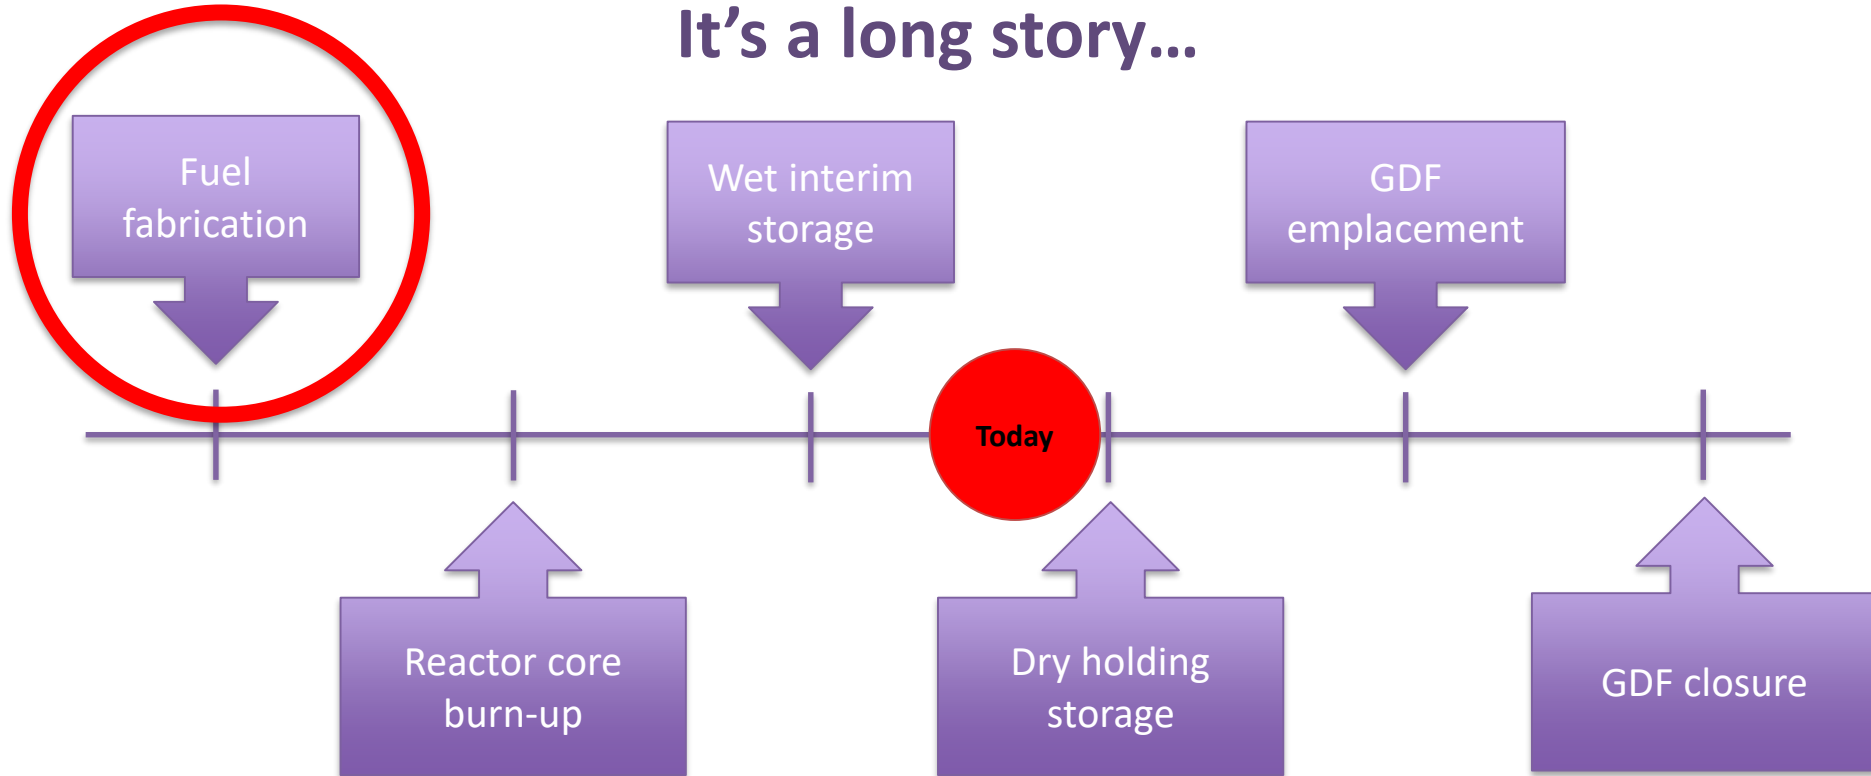 It’s a long story…
Fuel
fabrication
Wet interim
storage
GDF
emplacement
Today
Reactor core
burn-up
Dry holding
storage
GDF closure